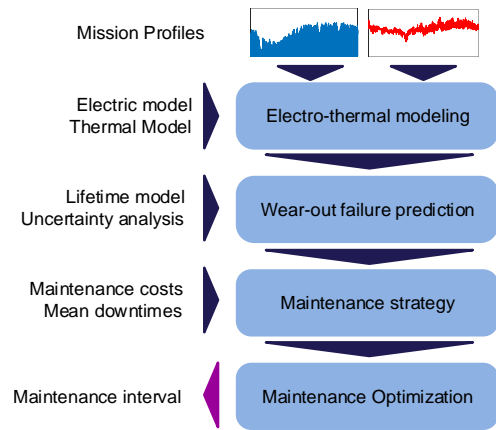 Mission Profiles
Electric model
Thermal Model
Electro-thermal modeling
Lifetime model
Uncertainty analysis
Wear-out failure prediction
Maintenance costs
Mean downtimes
Maintenance strategy
Maintenance interval
Maintenance Optimization